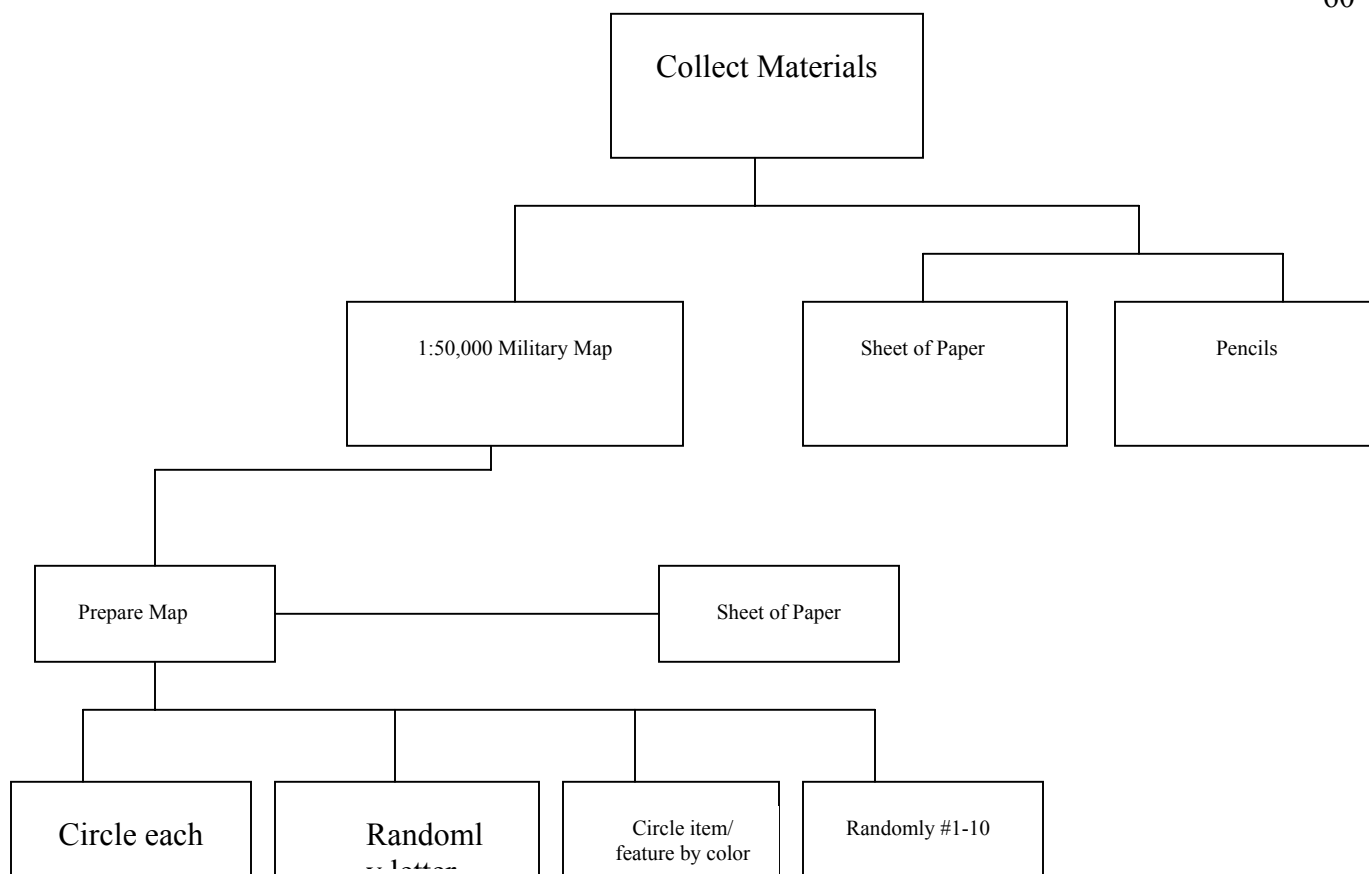 Collect Materials
1:50,000 Military Map
Sheet of Paper
Pencils
Prepare Map
Sheet of Paper
Circle each
Randoml
y letter
Circle item/
feature by color
Randomly #1-10